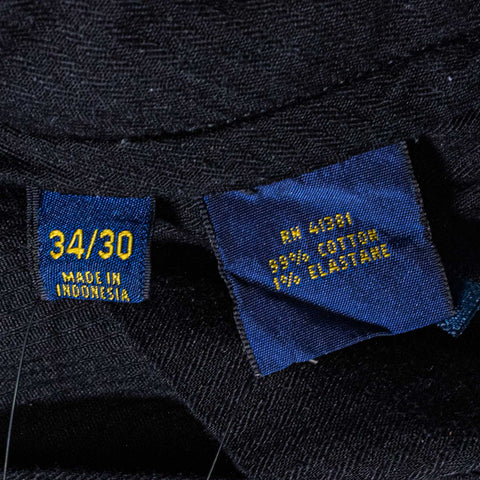 34/30
MADE IN
INDONESIA
RN 41381
99% COTTON
1% ELASTANE